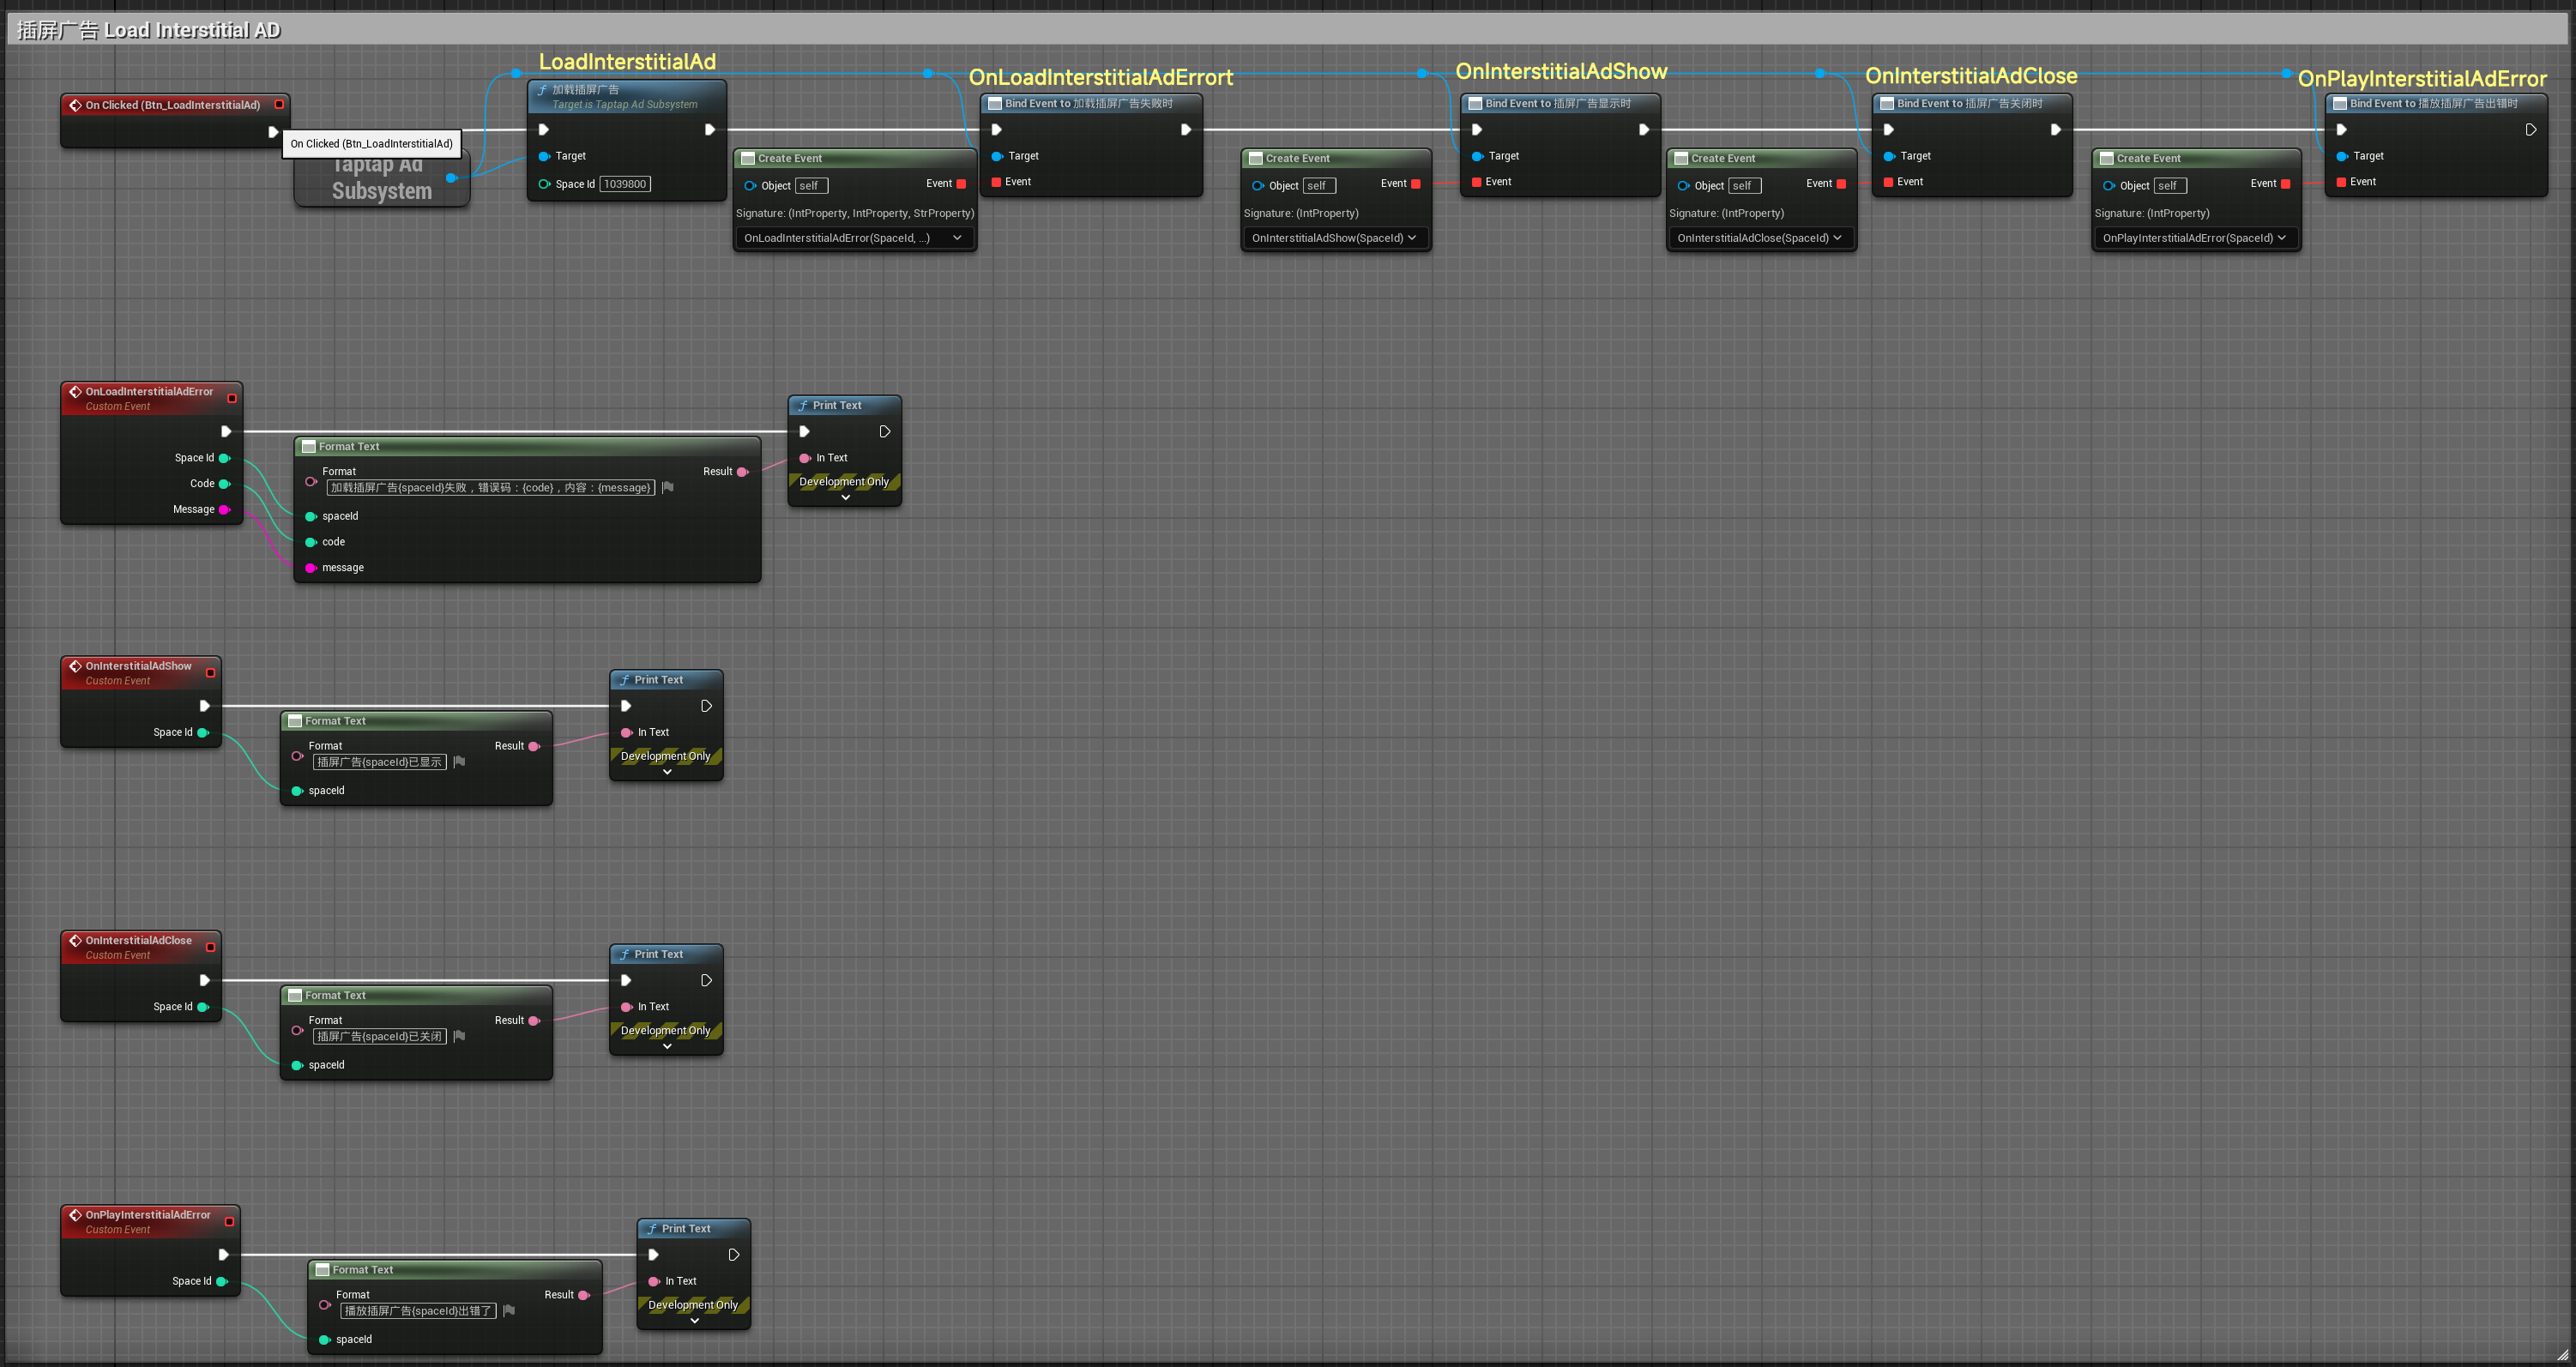 插屏广告 Load Interstitial AD
LoadInterstitialAd
OnLoadInterstitialAdErrort
OnInterstitialAdShow
OnInterstitialAdClose
OnPlayInterstitialAdError
On Clicked (Btn_LoadInterstitialAd)
On Clicked (Btn_LoadInterstitialAd)
Taptap Ad
Subsystem
加载插屏广告
Target is Taptap Ad Subsystem
Target
Space Id 1039800
Create Event
Object self
Event
Signature: (IntProperty, IntProperty, StrProperty)
OnLoadInterstitialAdError(SpaceId, ...)
Bind Event to 加载插屏广告失败时
Target
Event
Create Event
Object self
Event
Signature: (IntProperty)
OnInterstitialAdShow(SpaceId)
Bind Event to 插屏广告显示时
Target
Event
Create Event
Object self
Event
Signature: (IntProperty)
OnInterstitialAdClose(SpaceId)
Bind Event to 插屏广告关闭时
Target
Event
Create Event
Object self
Event
Signature: (IntProperty)
OnPlayInterstitialAdError(SpaceId)
Bind Event to 播放插屏广告出错时
Target
Event
OnLoadInterstitialAdError
Custom Event
Space Id
Code
Message
Format Text
Format
加载插屏广告{spaceId}失败，错误码：{code}，内容：{message}
Result
spaceId
code
message
Print Text
In Text
Development Only
OnInterstitialAdShow
Custom Event
Space Id
Format Text
Format
插屏广告{spaceId}已显示
Result
spaceId
Print Text
In Text
Development Only
OnInterstitialAdClose
Custom Event
Space Id
Format Text
Format
插屏广告{spaceId}已关闭
Result
spaceId
Print Text
In Text
Development Only
OnPlayInterstitialAdError
Custom Event
Space Id
Format Text
Format
播放插屏广告{spaceId}出错了
Result
spaceId
Print Text
In Text
Development Only